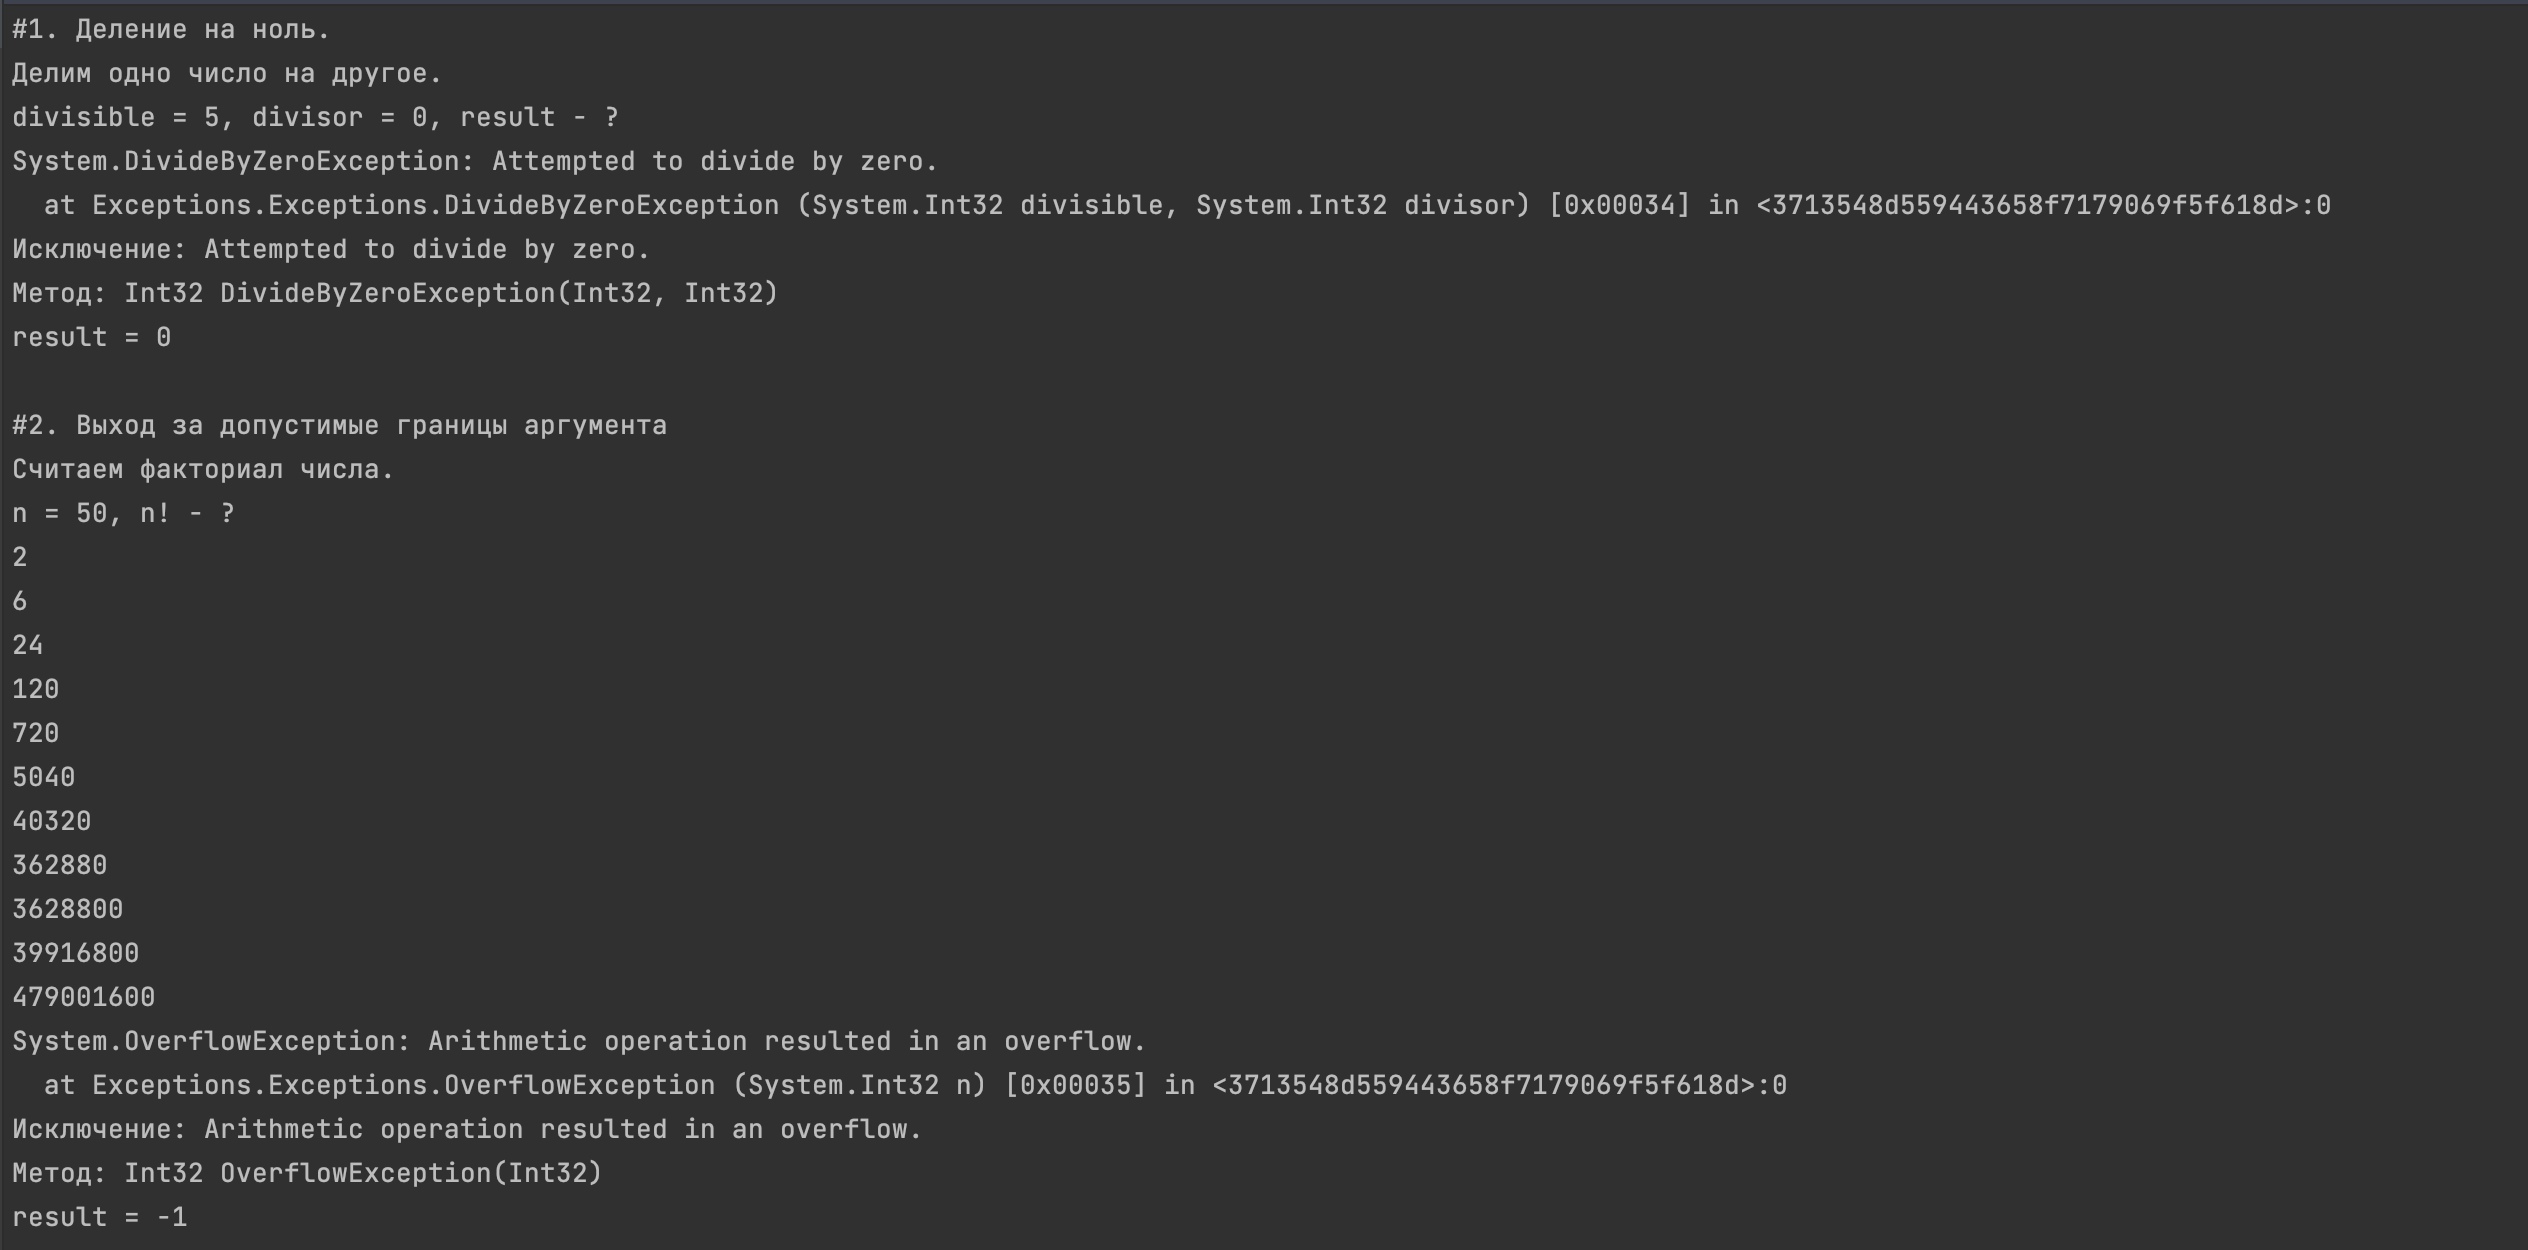 #1. Деление на ноль.
Делим одно число на другое.
divisible = 5, divisor = 0, result - ?
System.DivideByZeroException: Attempted to divide by zero.
  at Exceptions.Exceptions.DivideByZeroException (System.Int32 divisible, System.Int32 divisor) [0x00034] in <3713548d559443658f7179069f5f618d>:0
Исключение: Attempted to divide by zero.
Метод: Int32 DivideByZeroException(Int32, Int32)
result = 0

#2. Выход за допустимые границы аргумента
Считаем факториал числа.
n = 50, n! - ?
2
6
24
120
720
5040
40320
362880
3628800
39916800
479001600
System.OverflowException: Arithmetic operation resulted in an overflow.
  at Exceptions.Exceptions.OverflowException (System.Int32 n) [0x00035] in <3713548d559443658f7179069f5f618d>:0
Исключение: Arithmetic operation resulted in an overflow.
Метод: Int32 OverflowException(Int32)
result = -1